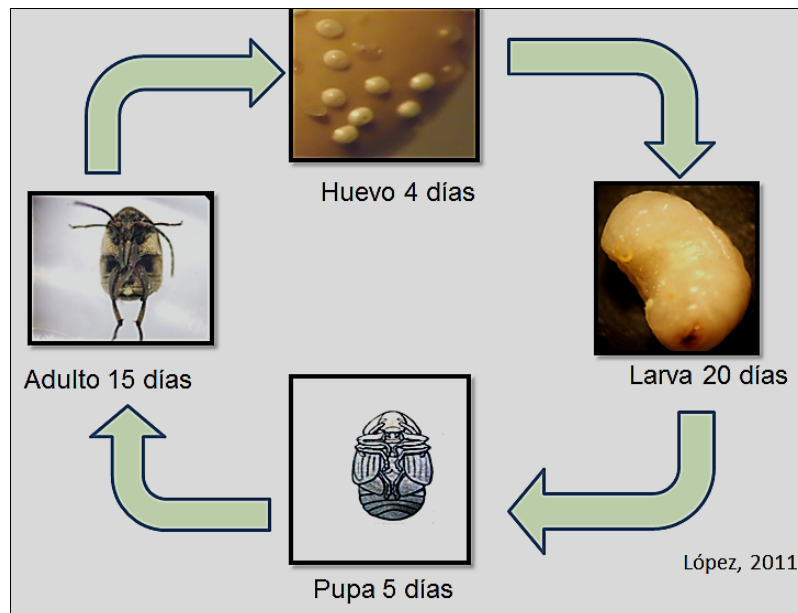 Huevo 4 días
Adulto 15 días
Larva 20 días
Pupa 5 días
López, 2011